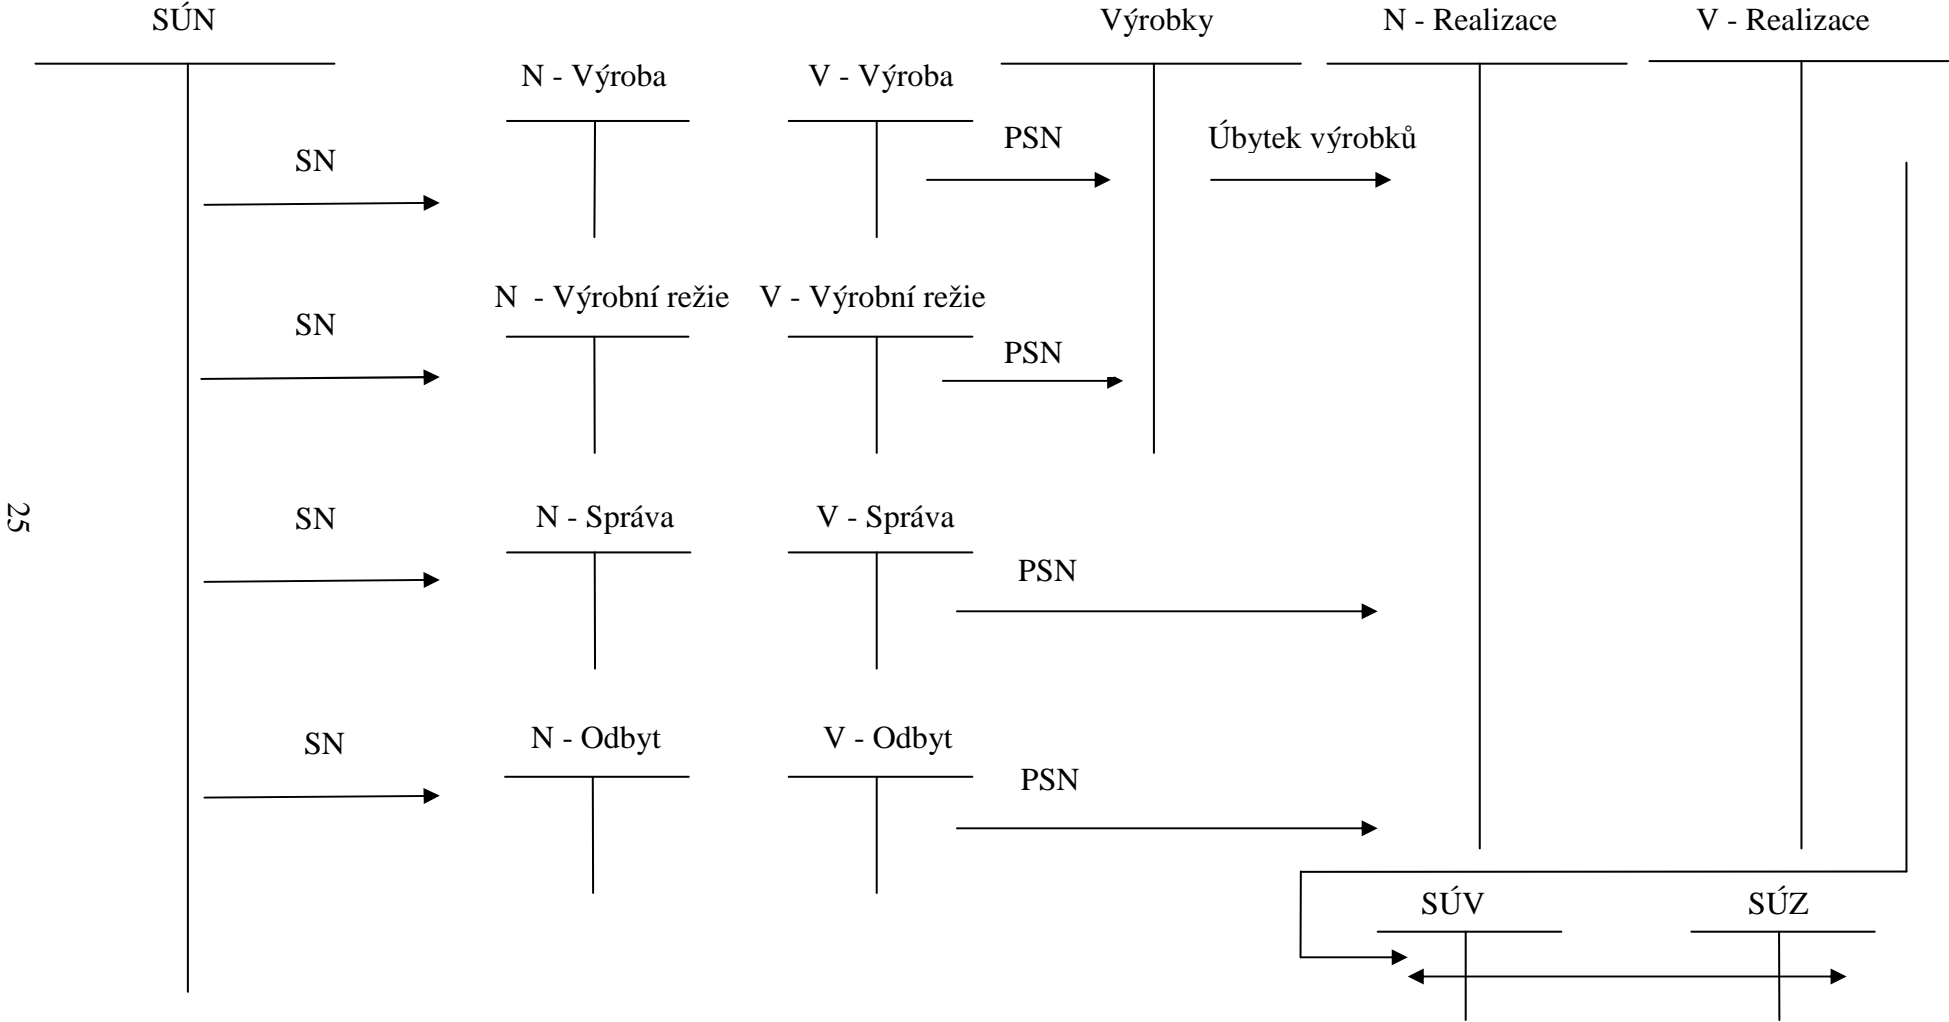 SÚN
Výrobky
N - Realizace
V - Realizace
N - Výroba
V - Výroba
SN
PSN
Úbytek výrobků
N - Výrobní režie
V - Výrobní režie
SN
PSN
N - Správa
V - Správa
SN
PSN
N - Odbyt
V - Odbyt
SN
PSN
SÚV
SÚZ
25